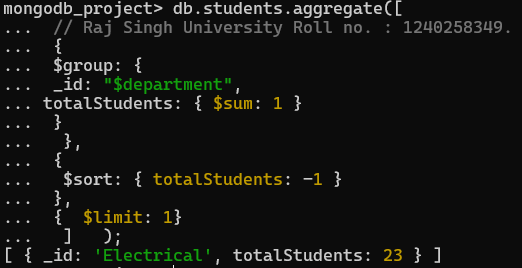 mongodb_project> db.students.aggregate([
... // Raj Singh University Roll no. : 1240258349.
... {
... $group: {
... _id: "$department",
... totalStudents: { $sum: 1 }
... }
... },
... {
... $sort: { totalStudents: -1 }
... },
... { $limit: 1}
... ] );
[ { _id: 'Electrical', totalStudents: 23 } ]